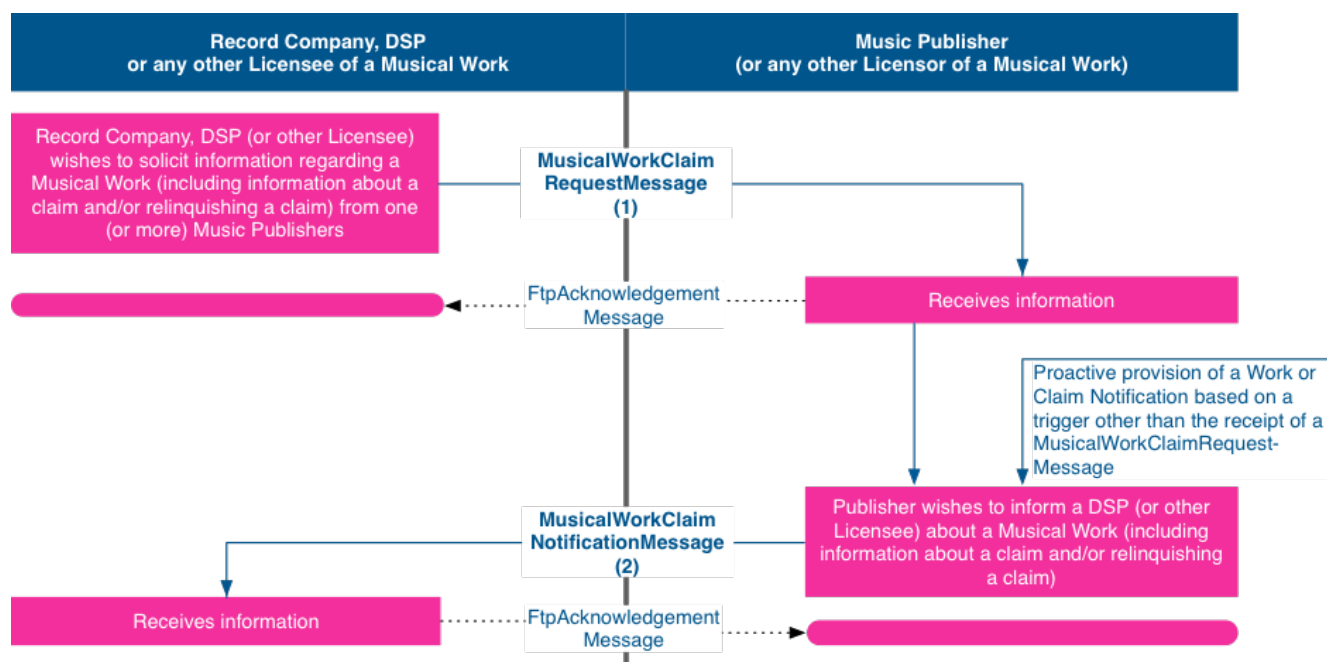 Record Company, DSP
or any other Licensee of a Musical Work
Music Publisher
(or any other Licensor of a Musical Work)
Record Company, DSP (or other Licensee)
wishes to solicit information regarding a
Musical Work (including information about a
claim and/or relinquishing a claim) from one
(or more) Music Publishers
MusicalWorkClaim
RequestMessage
(1)
FtpAcknowledgement
Message
Receives information
Proactive provision of a Work or
Claim Notification based on a
trigger other than the receipt of a
MusicalWorkClaimRequest-
Message
Publisher wishes to inform a DSP (or other
Licensee) about a Musical Work (including
information about a claim and/or relinquishing
a claim)
MusicalWorkClaim
NotificationMessage
(2)
Receives information
FtpAcknowledgement
Message